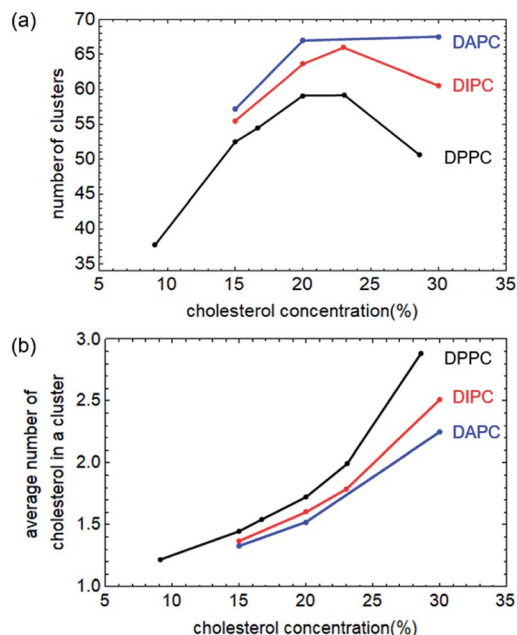 (a)
number of clusters
70
65
60
55
50
45
40
35
5 10 15 20 25 30 35
DAPC
DIPC
DPPC
cholesterol concentration(%)
(b)
average number of
cholesterol in a cluster
3.0
2.5
2.0
1.5
1.0
5 10 15 20 25 30 35
DPPC
DIPC
DAPC
cholesterol concentration(%)